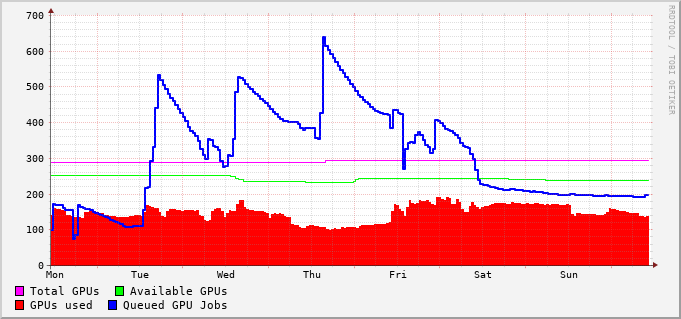 700
600
500
400
300
200
100
0
Mon Tue Wed Thu Fri Sat Sun
Total GPUs Available GPUs
GPUs used Queued GPU Jobs
RRDTOOL / TOBI OETIKER